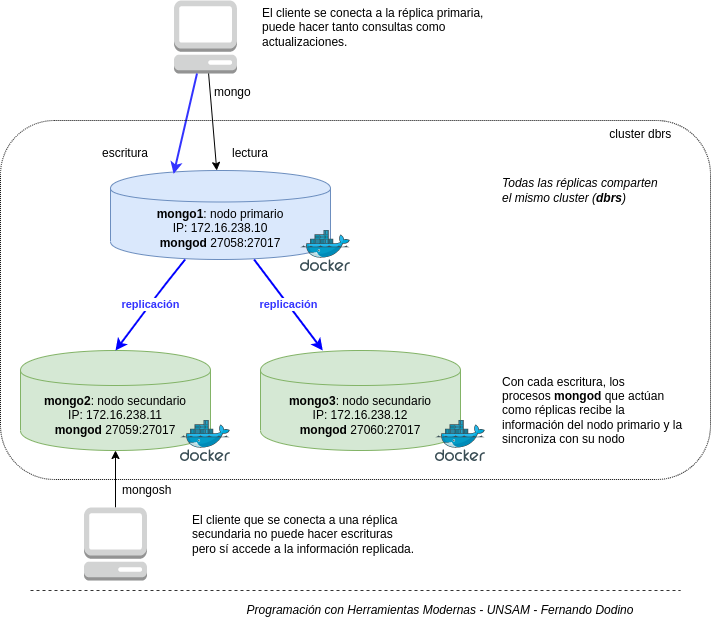 El cliente se conecta a la réplica primaria,
puede hacer tanto consultas como
actualizaciones.
mongo
cluster dbrs
escritura
lectura
Todas las réplicas comparten
el mismo cluster (dbrs)
mongo1: nodo primario
IP: 172.16.238.10
mongod 27058:27017
docker
replicación
replicación
mongo2: nodo secundario
IP: 172.16.238.11
mongod 27059:27017
docker
mongo3: nodo secundario
IP: 172.16.238.12
mongod 27060:27017
docker
Con cada escritura, los
procesos mongod que actúan
como réplicas recibe la
información del nodo primario y la
sincroniza con su nodo
mongosh
El cliente que se conecta a una réplica
secundaria no puede hacer escrituras
pero sí accede a la información replicada.
Programación con Herramientas Modernas - UNSAM - Fernando Dodino